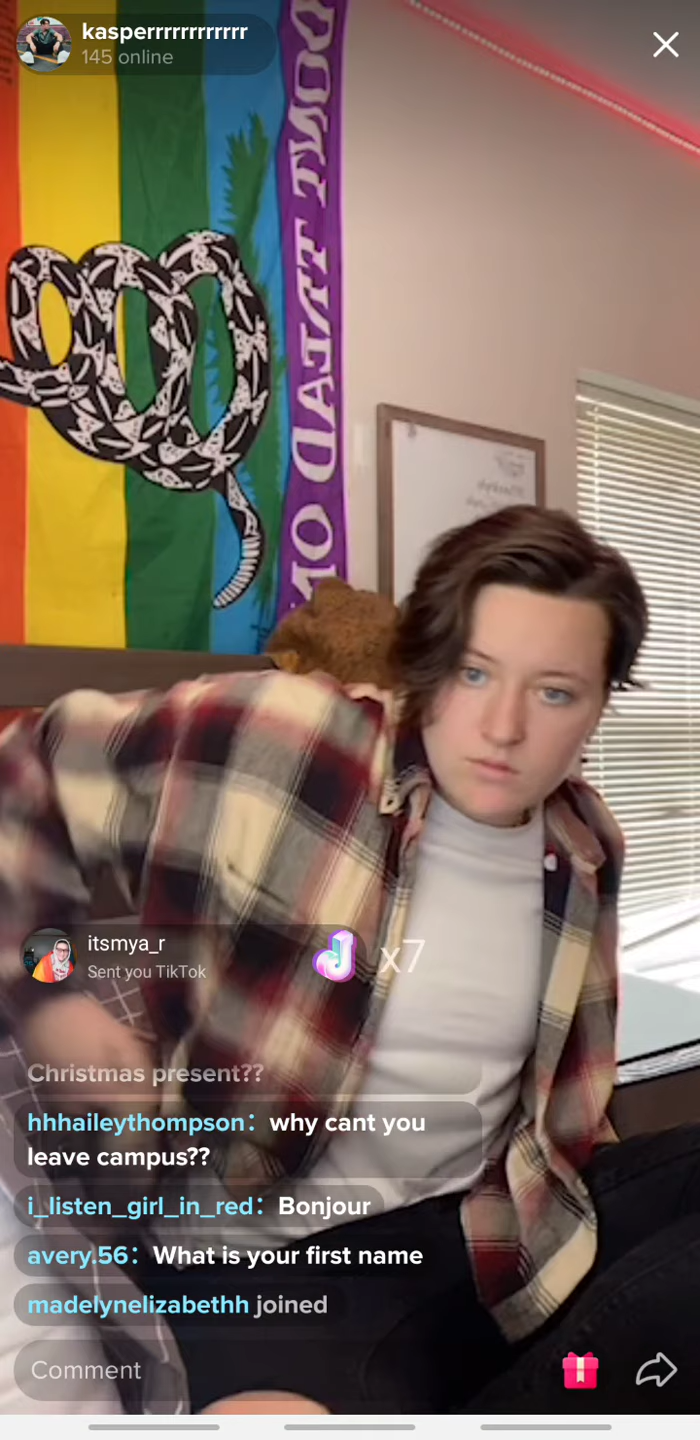 kasperrrrrrrrrrrr
145 online
DONT TREAD ON
itsmya_r
Sent you TikTok
x7
Christmas present??
hhhaileythompson: why cant you
leave campus??
i_listen_girl_in_red: Bonjour
avery.56: What is your first name
madelynelizabethh joined
Comment